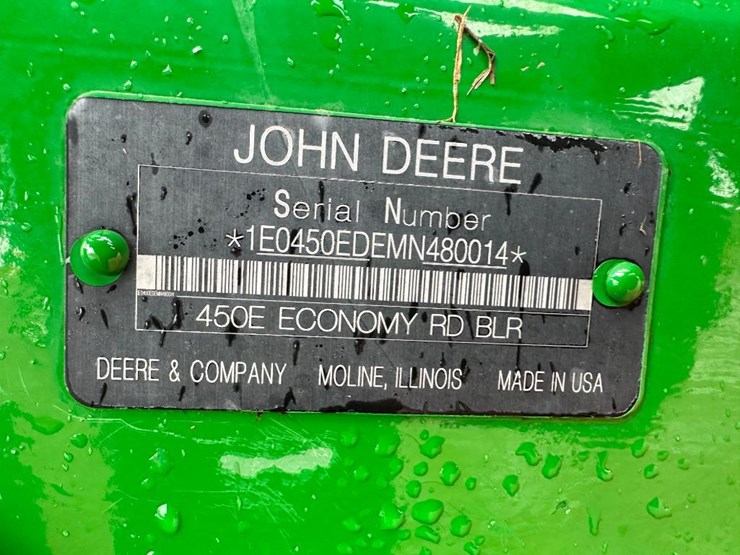 JOHN DEERE
Serial Number
*1E0450EDEMN480014*
450E ECONOMY RD BLR
DEERE & COMPANY MOLINE, ILLINOIS MADE IN USA